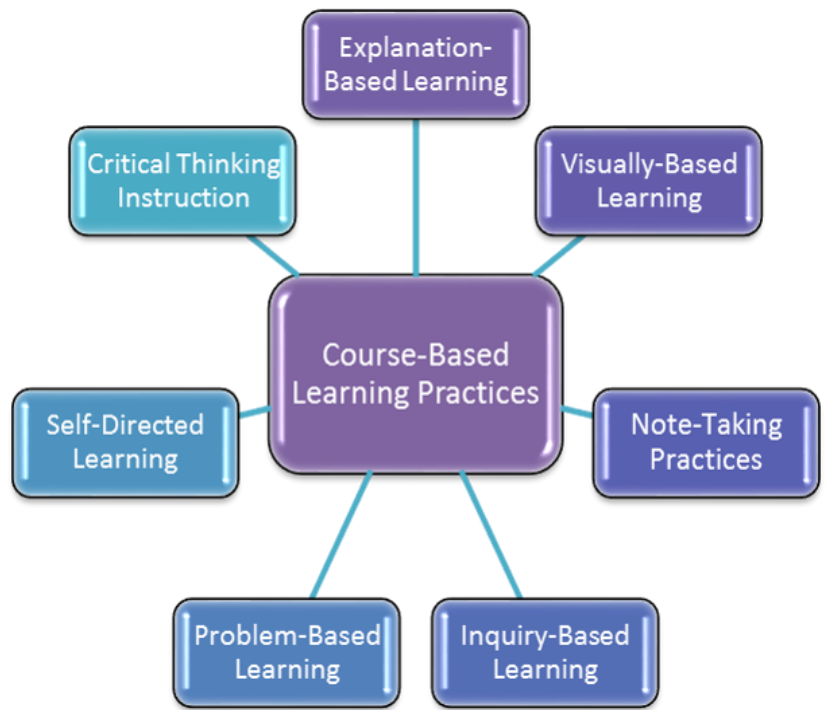 Explanation-
Based Learning
Critical Thinking
Instruction
Visually-Based
Learning
Course-Based
Learning Practices
Self-Directed
Learning
Note-Taking
Practices
Problem-Based
Learning
Inquiry-Based
Learning